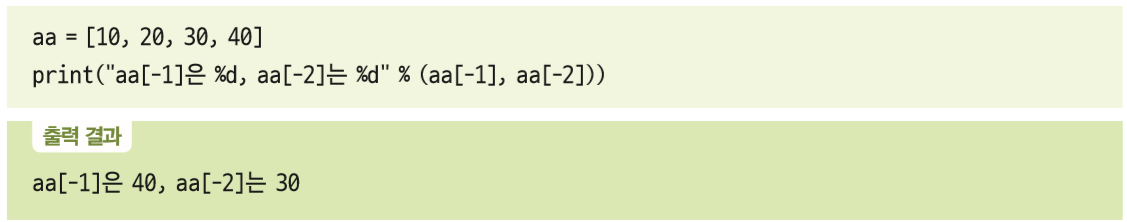 aa = [10, 20, 30, 40]
print("aa[-1]은 %d, aa[-2]는 %d" % (aa[-1], aa[-2]))
출력 결과
aa[-1]은 40, aa[-2]는 30